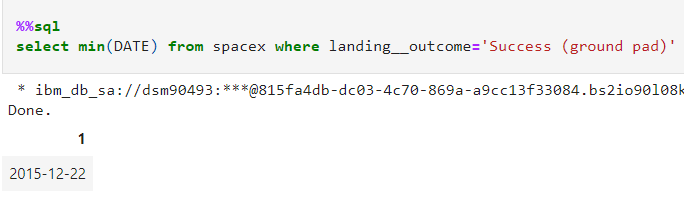 %%sql
select min(DATE) from spacex where landing__outcome='Success (ground pad)'
* ibm_db_sa://dsm90493:***@815fa4db-dc03-4c70-869a-a9cc13f33084.bs2io90l08k
Done.
1
2015-12-22